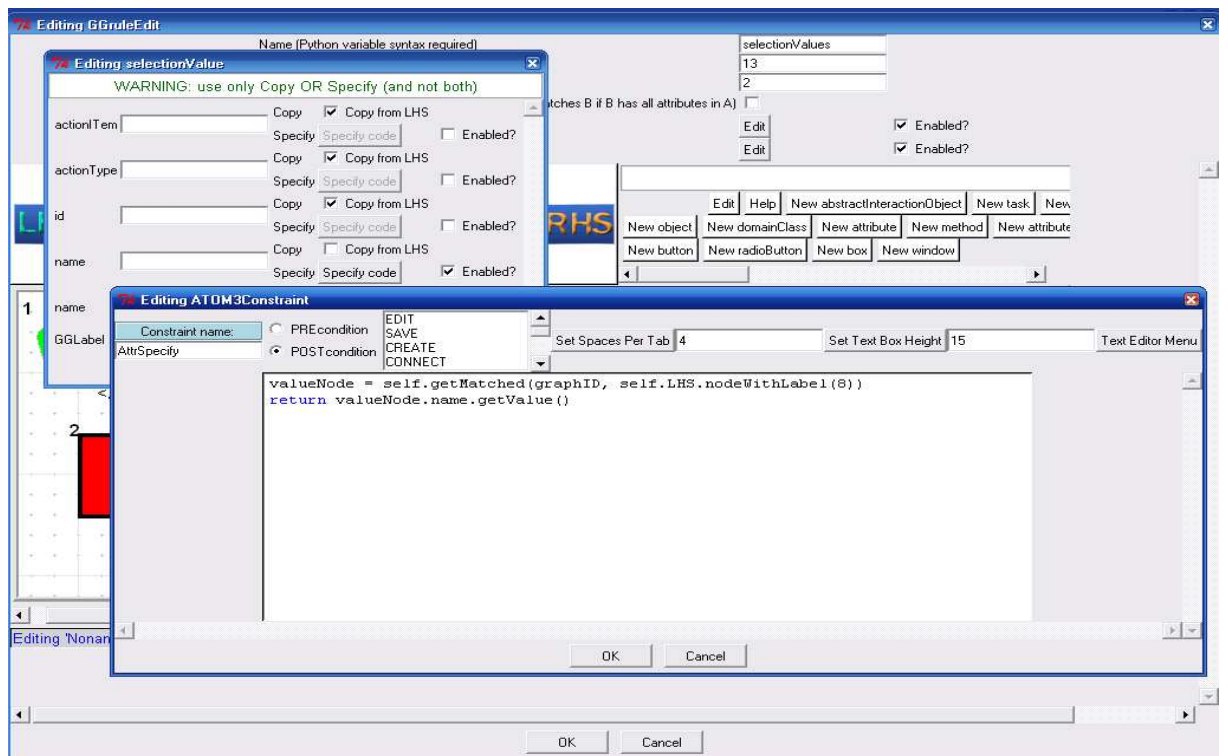 Editing GGruleEdit
Name (Python variable syntax required) selectionValues
13
2
Editing selectionValue
WARNING: use only Copy OR Specify (and not both)
atches B if B has all attributes in A)
actionITem Copy Copy from LHS
Specify Specify code Enabled?
actionType Copy Copy from LHS
Specify Specify code Enabled?
id Copy Copy from LHS
Specify Specify code Enabled?
name Copy Copy from LHS
Specify Specify code Enabled?
name
GGLabel
Edit Enabled?
Edit Enabled?
RHS
Edit Help New abstractInteractionObject New task New
New object New domainClass New attribute New method New attribute
New button New radioButton New box New window
1
2
Editing ATOM3Constraint
Constraint name:
AttrSpecify
PREcondition
POSTcondition
EDIT
SAVE
CREATE
CONNECT
Set Spaces Per Tab 4 Set Text Box Height 15 Text Editor Menu
valueNode = self.getMatched(graphID, self.LHS.nodeWithLabel(8))
return valueNode.name.getValue()
OK Cancel
Editing 'Nonan
OK Cancel